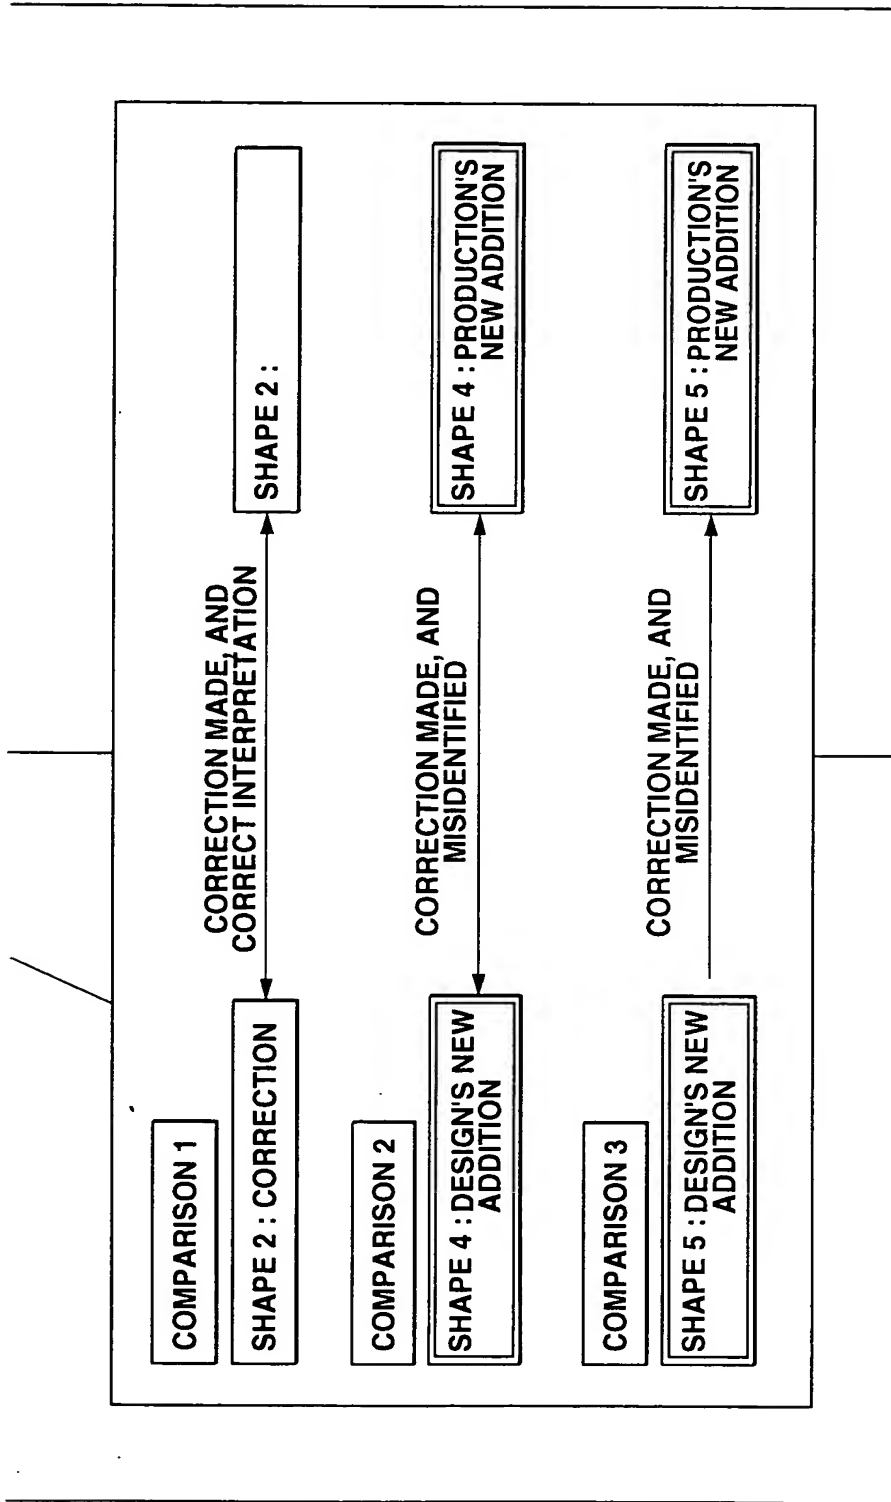 COMPARISON 1
SHAPE 2 : CORRECTION
CORRECTION MADE, AND
CORRECT INTERPRETATION
SHAPE 2 :
COMPARISON 2
SHAPE 4 : DESIGN'S NEW
ADDITION
CORRECTION MADE, AND
MISIDENTIFIED
SHAPE 4 : PRODUCTION'S
NEW ADDITION
COMPARISON 3
SHAPE 5 : DESIGN'S NEW
ADDITION
CORRECTION MADE, AND
MISIDENTIFIED
SHAPE 5 : PRODUCTION'S
NEW ADDITION